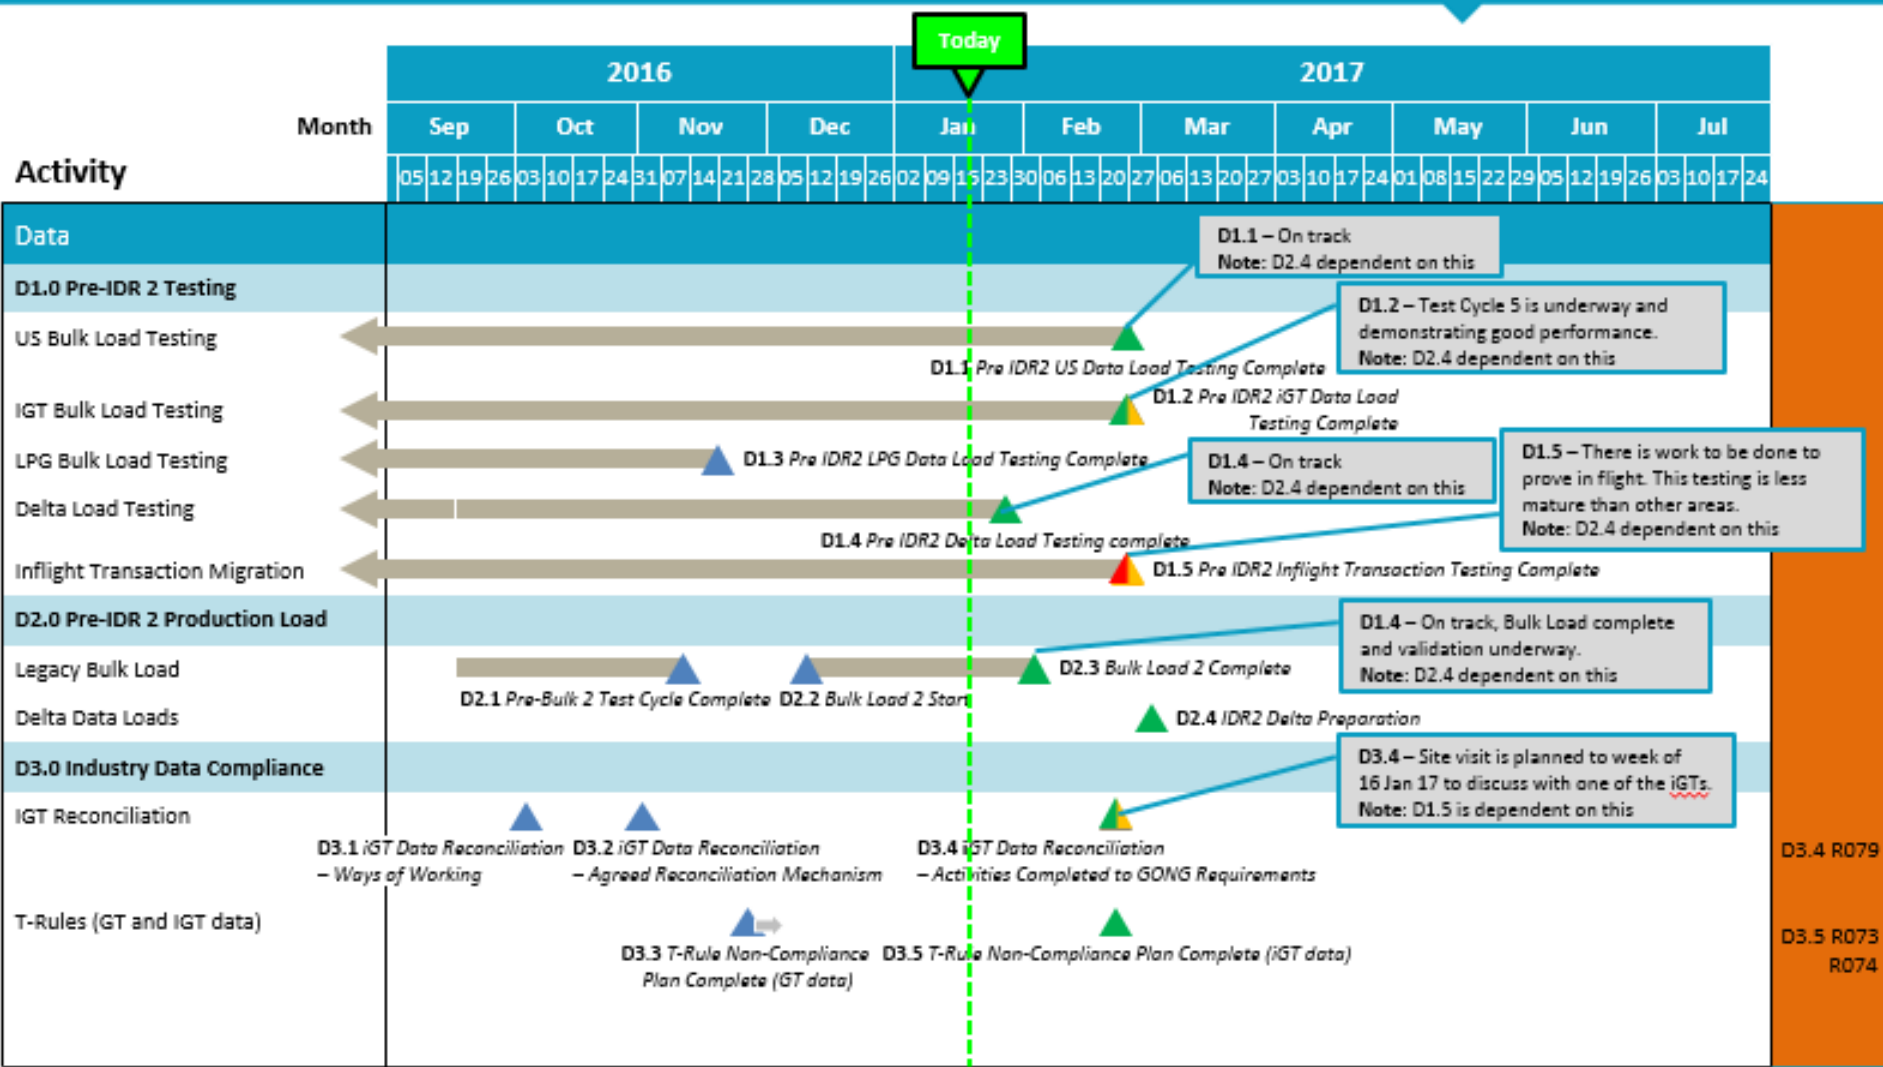 Today
2016 2017
Month Sep Oct Nov Dec Jan Feb Mar Apr May Jun Jul
Activity
05 12 19 26 03 10 17 24 31 07 14 21 28 05 12 19 26 02 09 16 23 30 06 13 20 27 06 13 20 27 03 10 17 24 01 08 15 22 29 05 12 19 26 03 10 17 24
Data
D1.1 – On track
Note: D2.4 dependent on this
D1.0 Pre-IDR 2 Testing
D1.2 – Test Cycle 5 is underway and
demonstrating good performance.
Note: D2.4 dependent on this
US Bulk Load Testing
D1.1 Pre IDR2 US Data Load Testing Complete
IGT Bulk Load Testing
D1.2 Pre IDR2 iGT Data Load
Testing Complete
LPG Bulk Load Testing
D1.3 Pre IDR2 LPG Data Load Testing Complete
D1.4 – On track
Note: D2.4 dependent on this
D1.5 – There is work to be done to
prove in flight. This testing is less
mature than other areas.
Note: D2.4 dependent on this
Delta Load Testing
D1.4 Pre IDR2 Delta Load Testing complete
Inflight Transaction Migration
D1.5 Pre IDR2 Inflight Transaction Testing Complete
D2.0 Pre-IDR 2 Production Load
D1.4 – On track, Bulk Load complete
and validation underway.
Note: D2.4 dependent on this
Legacy Bulk Load
D2.3 Bulk Load 2 Complete
D2.1 Pre-Bulk 2 Test Cycle Complete D2.2 Bulk Load 2 Start
Delta Data Loads
D2.4 IDR2 Delta Preparation
D3.0 Industry Data Compliance
D3.4 – Site visit is planned to week of
16 Jan 17 to discuss with one of the iGTs.
Note: D1.5 is dependent on this
IGT Reconciliation
D3.1 iGT Data Reconciliation
– Ways of Working
D3.2 iGT Data Reconciliation
– Agreed Reconciliation Mechanism
D3.4 iGT Data Reconciliation
– Activities Completed to GONG Requirements
D3.4 R079
T-Rules (GT and IGT data)
D3.3 T-Rule Non-Compliance
Plan Complete (GT data)
D3.5 T-Rule Non-Compliance Plan Complete (iGT data)
D3.5 R073
R074